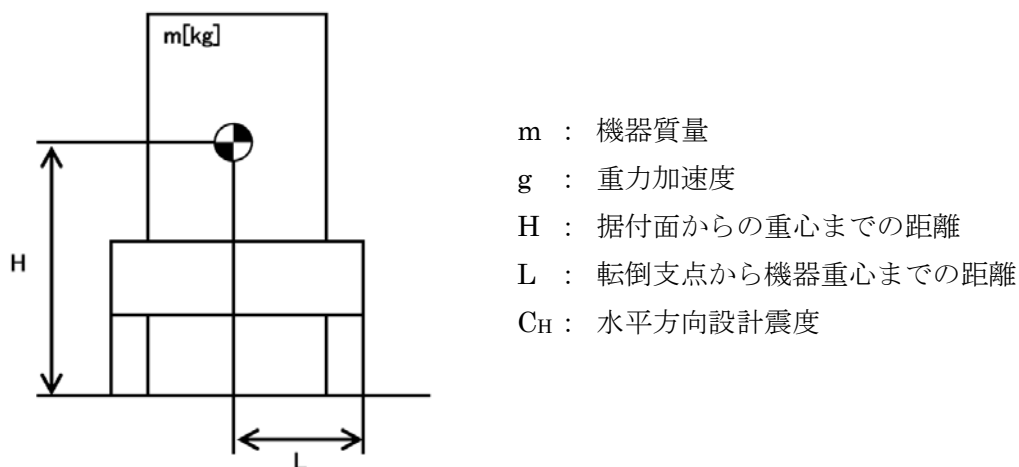 m[kg]
H
L
m : 機器質量
g : 重力加速度
H : 据付面からの重心までの距離
L : 転倒支点から機器重心までの距離
CH : 水平方向設計震度